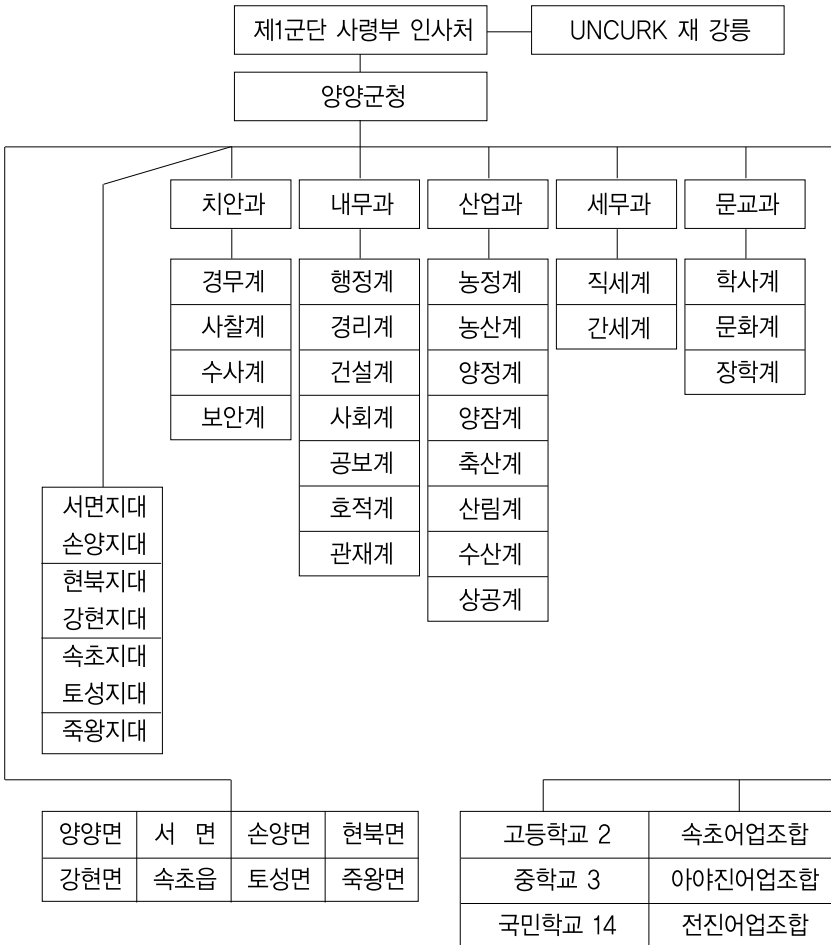 제1군단 사령부 인사처
UNCURK 재 강릉
양양군청
치안과
내무과
산업과
세무과
문교과
경무계
사찰계
수사계
보안계
행정계
경리계
건설계
사회계
공보계
호적계
관재계
농정계
농산계
양정계
양잠계
축산계
산림계
수산계
상공계
직세계
간세계
학사계
문화계
장학계
서면지대
손양지대
현북지대
강현지대
속초지대
토성지대
죽왕지대
양양면 서 면 손양면 현북면
강현면 속초읍 토성면 죽왕면
고등학교 2 속초어업조합
중학교 3 아야진어업조합
국민학교 14 전진어업조합